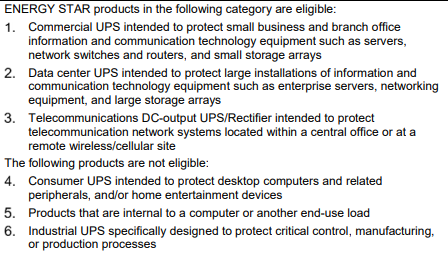 ENERGY STAR products in the following category are eligible:
1. Commercial UPS intended to protect small business and branch office
information and communication technology equipment such as servers,
network switches and routers, and small storage arrays
2. Data center UPS intended to protect large installations of information and
communication technology equipment such as enterprise servers, networking
equipment, and large storage arrays
3. Telecommunications DC-output UPS/Rectifier intended to protect
telecommunication network systems located within a central office or at a
remote wireless/cellular site
The following products are not eligible:
4. Consumer UPS intended to protect desktop computers and related
peripherals, and/or home entertainment devices
5. Products that are internal to a computer or another end-use load
6. Industrial UPS specifically designed to protect critical control, manufacturing,
or production processes